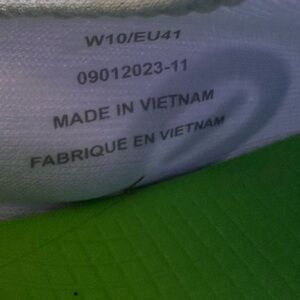 W10/EU41
09012023-11
MADE IN VIETNAM
FABRIQUE EN VIETNAM